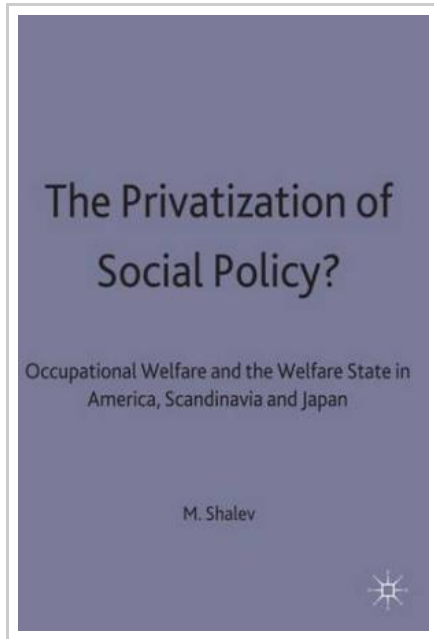 The Privatization of
Social Policy?
Occupational Welfare and the Welfare State in
America, Scandinavia and Japan
M. Shalev